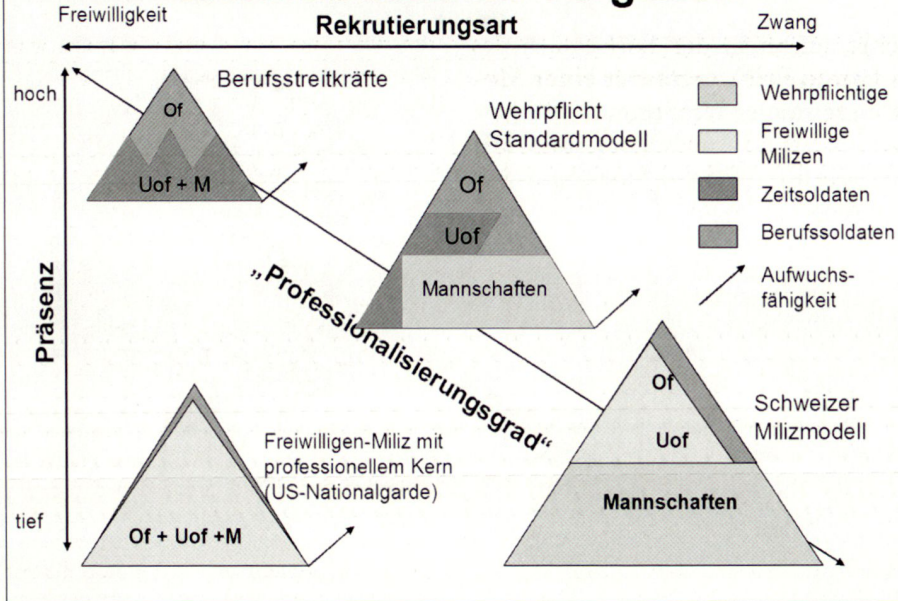 Freiwilligkeit
Rekrutierungsart
Zwang
hoch
Präsenz
tief
Berufsstreitkräfte
Of
Uof + M
Wehrpflicht
Standardmodell
Of
Uof
Mannschaften
Wehrpflichtige
Freiwillige
Milizen
Zeitsoldaten
Berufssoldaten
Aufwuchs-
fähigkeit
„Professionalisierungsgrad“
Freiwilligen-Miliz mit
professionellem Kern
(US-Nationalgarde)
Of + Uof +M
Schweizer
Milizmodell
Of
Uof
Mannschaften